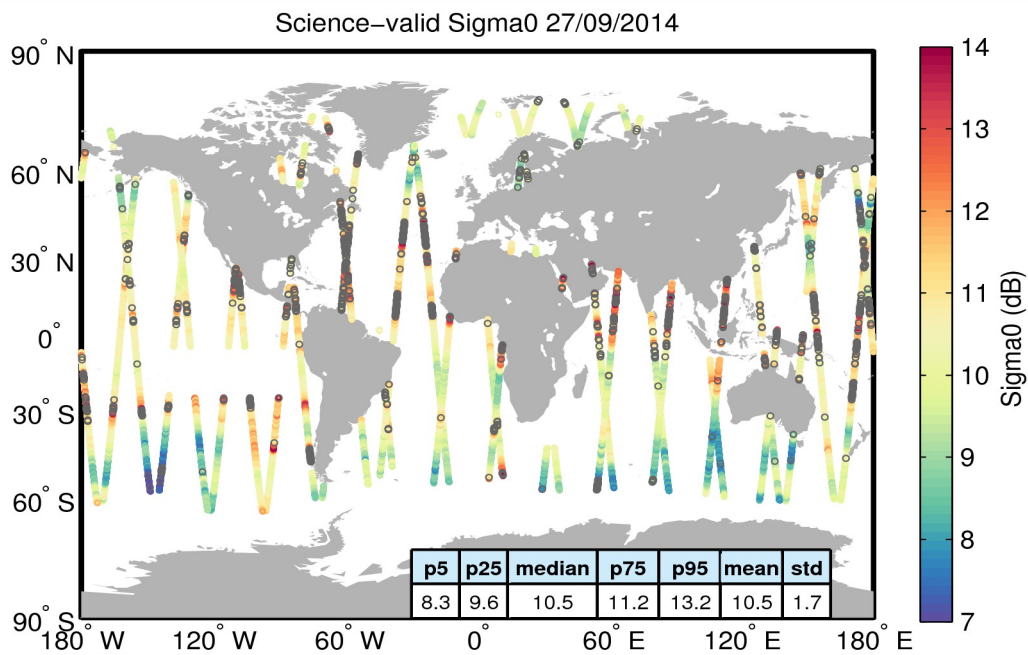 Science−valid Sigma0 27/09/2014
90° N
60° N
30° N
0°
30° S
60° S
90° S
180° W
120° W
60° W
0°
60° E
120° E
180° E
p5 p25 median p75 p95 mean std
8.3 9.6 10.5 11.2 13.2 10.5 1.7
14
13
12
11
10
9
8
7
Sigma0 (dB)